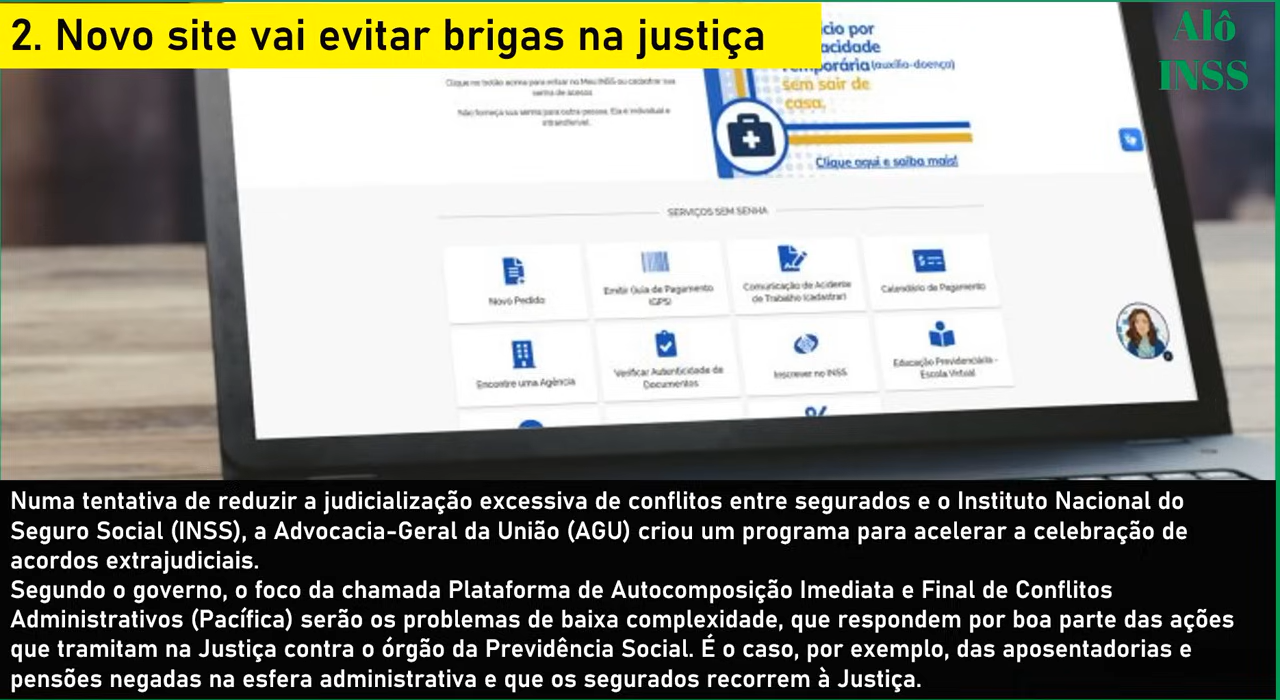 2. Novo site vai evitar brigas na justiça
Alô
INSS
cio por
acidade
emporária (auxílio-doença)
sem sair de
casa.
Clique no botão acima para entrar no Meu INSS ou cadastrar sua
senha de acesso
Não forneça sua senha para outra pessoa. Ela é individual e
intransferível.
Clique aqui e saiba mais!
SERVIÇOS SEM SENHA
Novo Pedido
Emitir Guia de Pagamento
(GPS)
Comunicação de Acidente
de Trabalho (cadastrar)
Calendário de Pagamento
Encontre uma Agência
Verificar Autenticidade de
Documentos
Inscrever no INSS
Educação Previdenciária -
Escola Virtual
Numa tentativa de reduzir a judicialização excessiva de conflitos entre segurados e o Instituto Nacional do
Seguro Social (INSS), a Advocacia-Geral da União (AGU) criou um programa para acelerar a celebração de
acordos extrajudiciais.
Segundo o governo, o foco da chamada Plataforma de Autocomposição Imediata e Final de Conflitos
Administrativos (Pacífica) serão os problemas de baixa complexidade, que respondem por boa parte das ações
que tramitam na Justiça contra o órgão da Previdência Social. É o caso, por exemplo, das aposentadorias e
pensões negadas na esfera administrativa e que os segurados recorrem à Justiça.